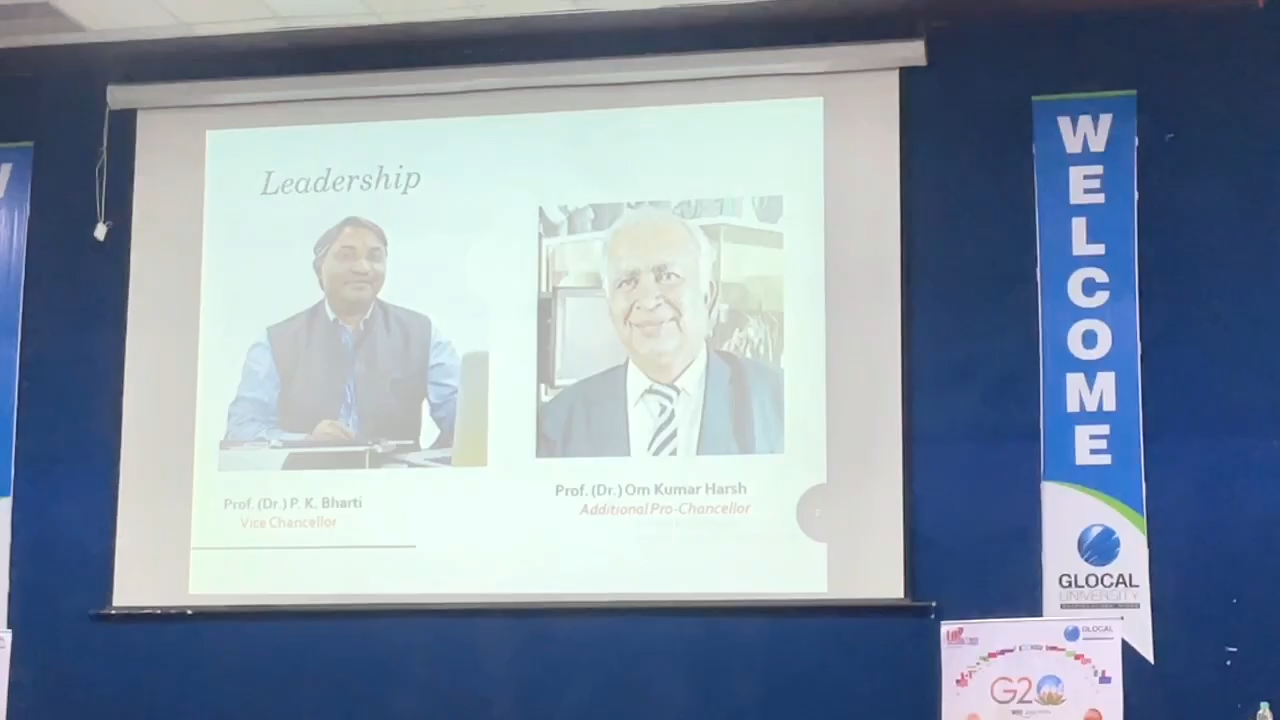 Leadership
Prof. (Dr.) P. K. Bharti
Vice Chancellor
Prof. (Dr.) Om Kumar Harsh
Additional Pro-Chancellor
WELCOME
GLOCAL
UNIVERSITY
GLOCAL
G20